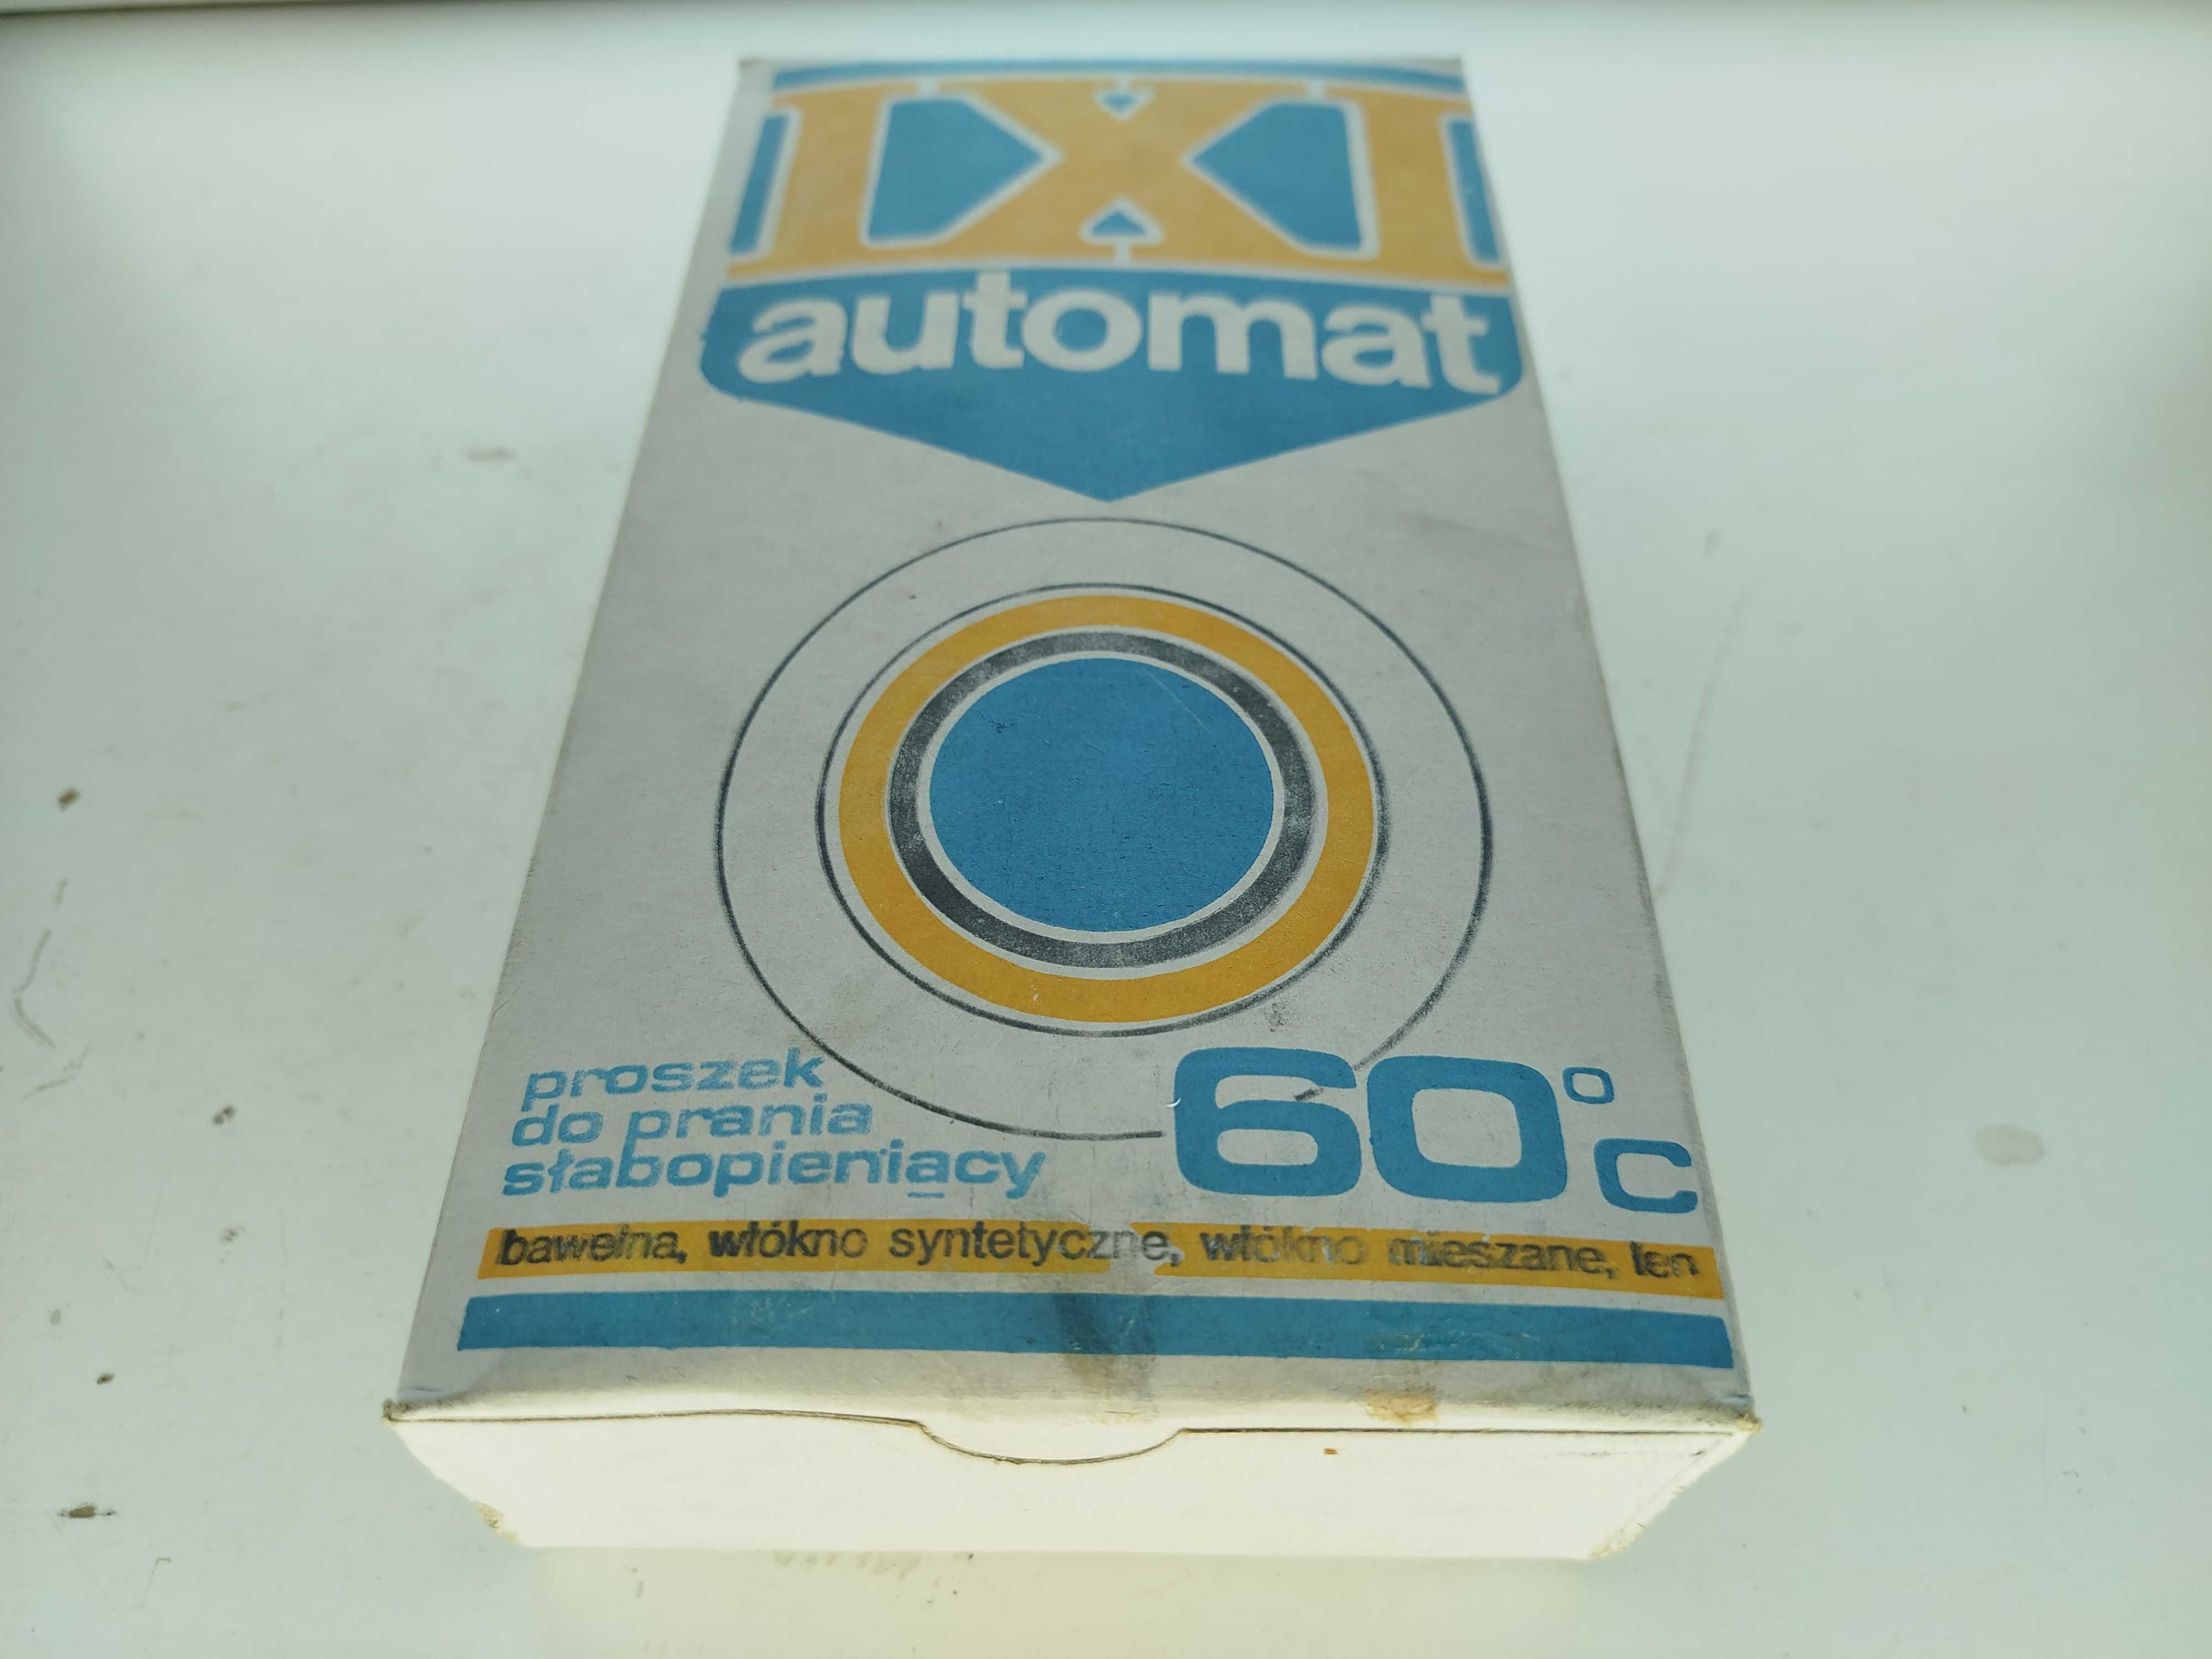 IXI
automat
proszek
do prania
słabopieniący
60°C
bawełna, włókno syntetyczne, włókno mieszane, len